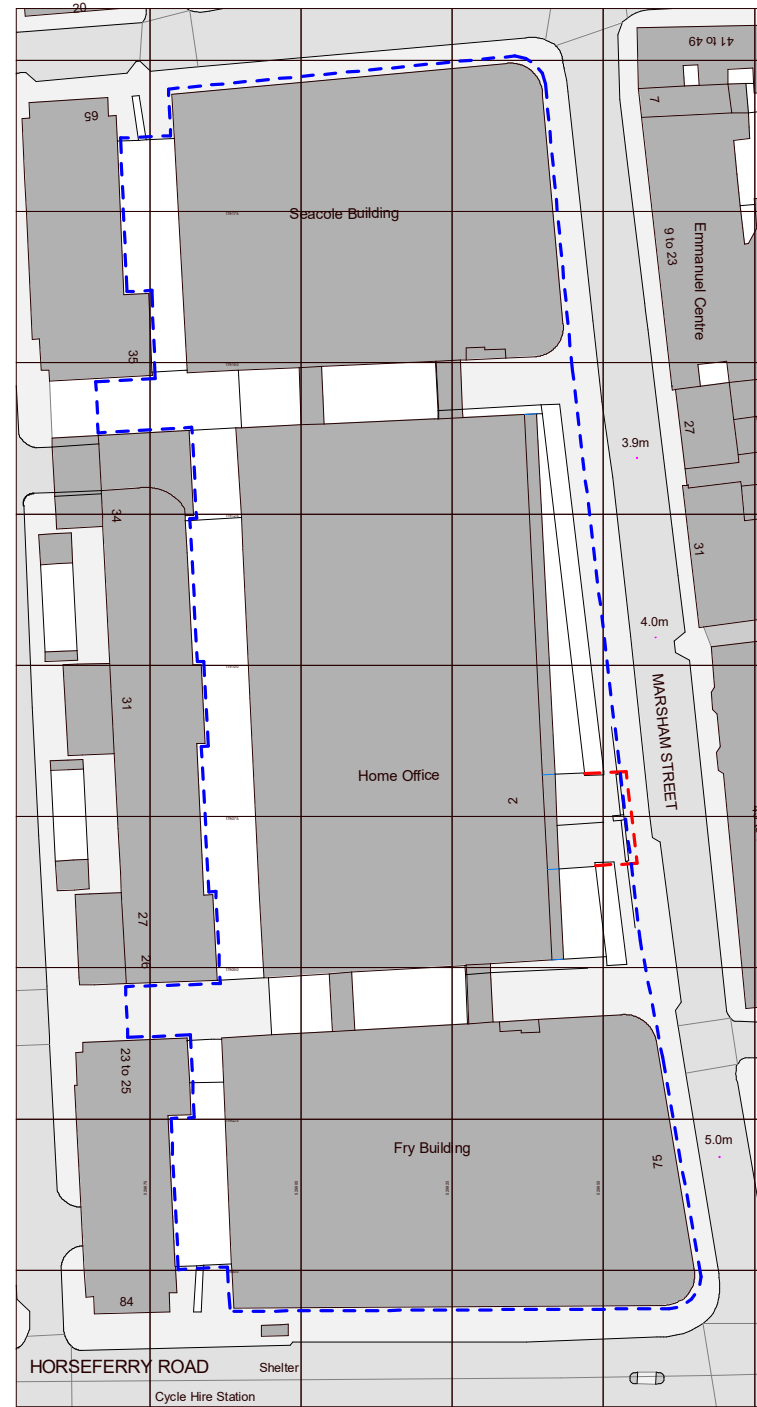 20
41 to 49
65
7
Seacole Building
9 to 23
Emmanuel Centre
35
27
3.9m
34
31
4.0m
31
MARSHAM STREET
Home Office
2
27
26
23 to 25
Fry Building
75
5.0m
84
HORSEFERRY ROAD
Shelter
Cycle Hire Station